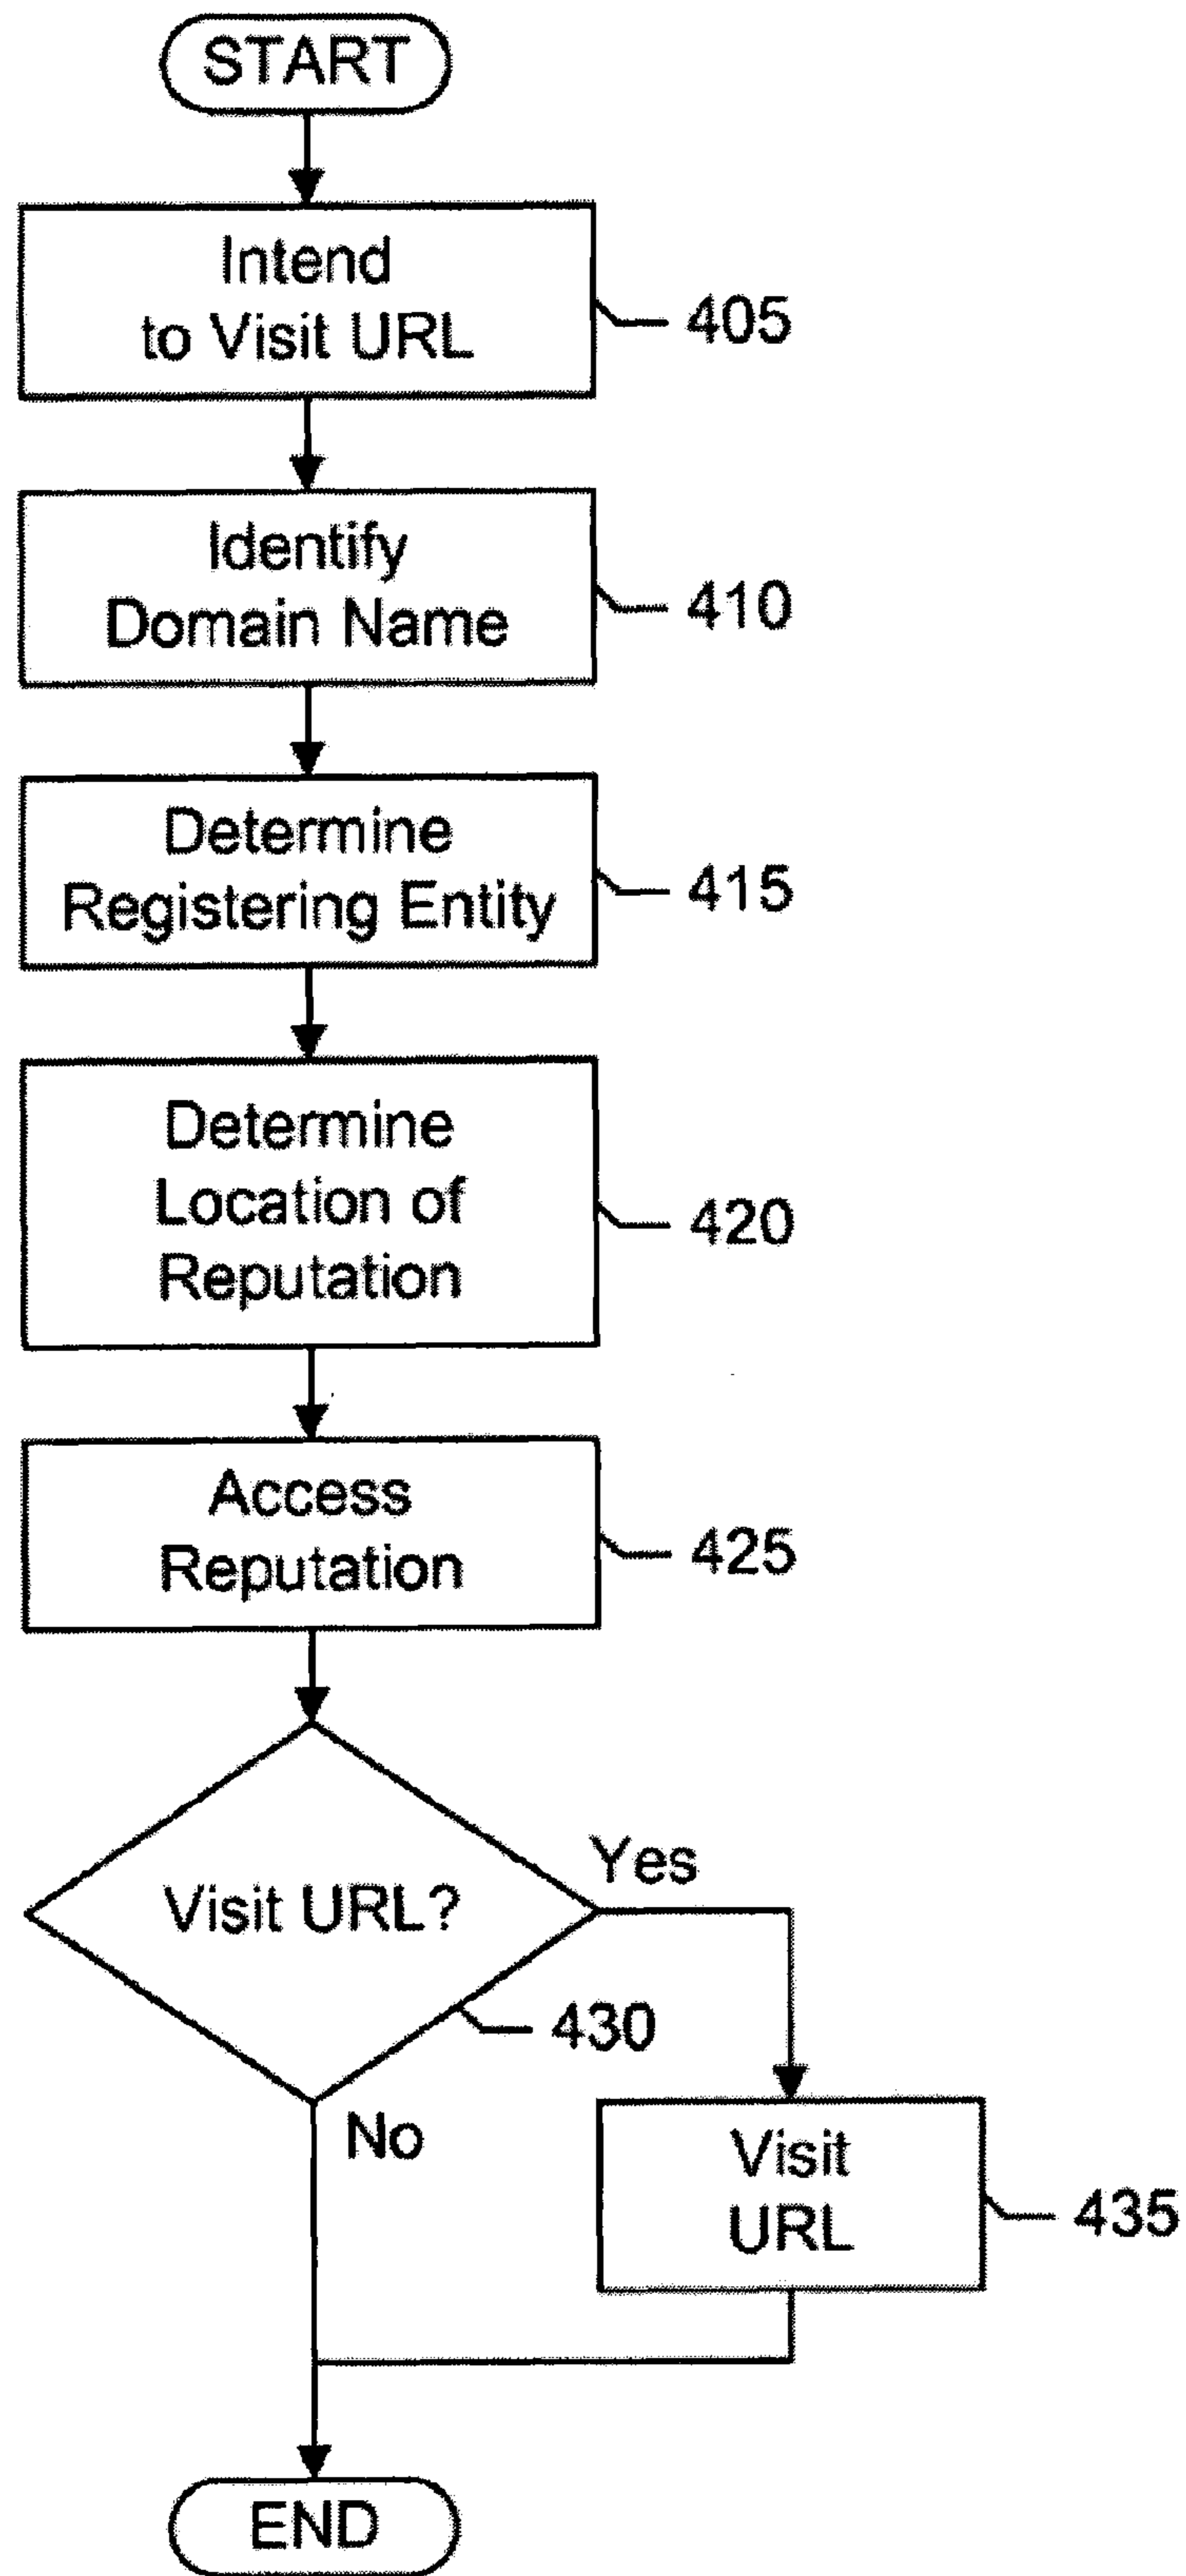 START
Intend
to Visit URL
405
Identify
Domain Name
410
Determine
Registering Entity
415
Determine
Location of
Reputation
420
Access
Reputation
425
Visit URL?
Yes
430
No
Visit
URL
435
END